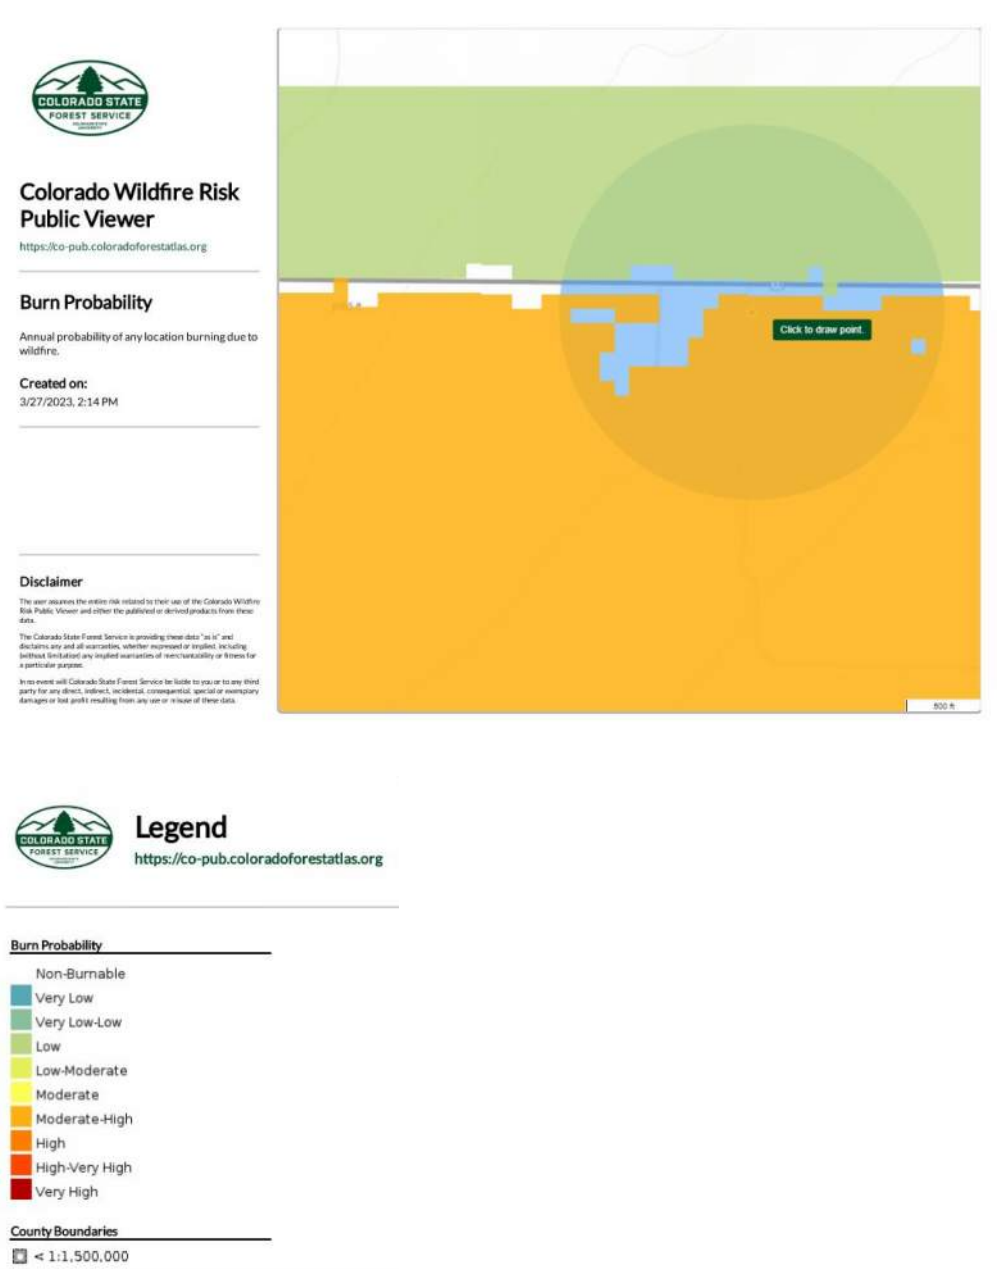 COLORADO STATE
FOREST SERVICE
Colorado Wildfire Risk
Public Viewer
https://co-pub.coloradoforestatlas.org
Burn Probability
Annual probability of any location burning due to
wildfire.
Created on:
3/27/2023, 2:14 PM
Disclaimer
The user assumes the entire risk related to their use of the Colorado Wildfire
Risk Public Viewer and either the published or derived products from these
data.
The Colorado State Forest Service is providing these data "as is" and
disclaims any and all warranties, whether expressed or implied, including
(without limitation) any implied warranties of merchantability or fitness for
a particular purpose.
In no event will Colorado State Forest Service be liable to you or to any third
party for any direct, indirect, incidental, consequential, special or exemplary
damages or lost profit resulting from any use or misuse of these data.
Click to draw point.
500 ft
COLORADO STATE
FOREST SERVICE
Legend
https://co-pub.coloradoforestatlas.org
Burn Probability
Non-Burnable
Very Low
Very Low-Low
Low
Low-Moderate
Moderate
Moderate-High
High
High-Very High
Very High
County Boundaries
< 1:1,500,000